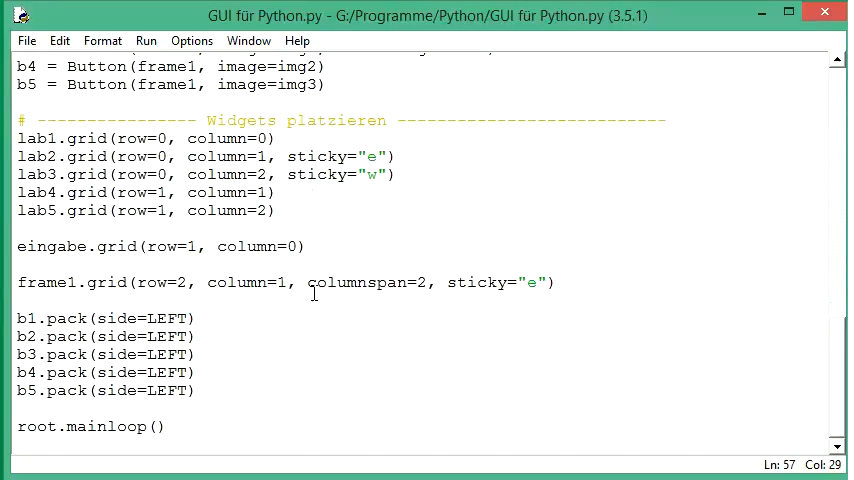 GUI für Python.py - G:/Programme/Python/GUI für Python.py (3.5.1)
File Edit Format Run Options Window Help
b4 = Button(frame1, image=img2)
b5 = Button(frame1, image=img3)
# ---------------- Widgets platzieren ---------------------------
lab1.grid(row=0, column=0)
lab2.grid(row=0, column=1, sticky="e")
lab3.grid(row=0, column=2, sticky="w")
lab4.grid(row=1, column=1)
lab5.grid(row=1, column=2)
eingabe.grid(row=1, column=0)
frame1.grid(row=2, column=1, columnspan=2, sticky="e")
b1.pack(side=LEFT)
b2.pack(side=LEFT)
b3.pack(side=LEFT)
b4.pack(side=LEFT)
b5.pack(side=LEFT)
root.mainloop()
Ln: 57 Col: 29